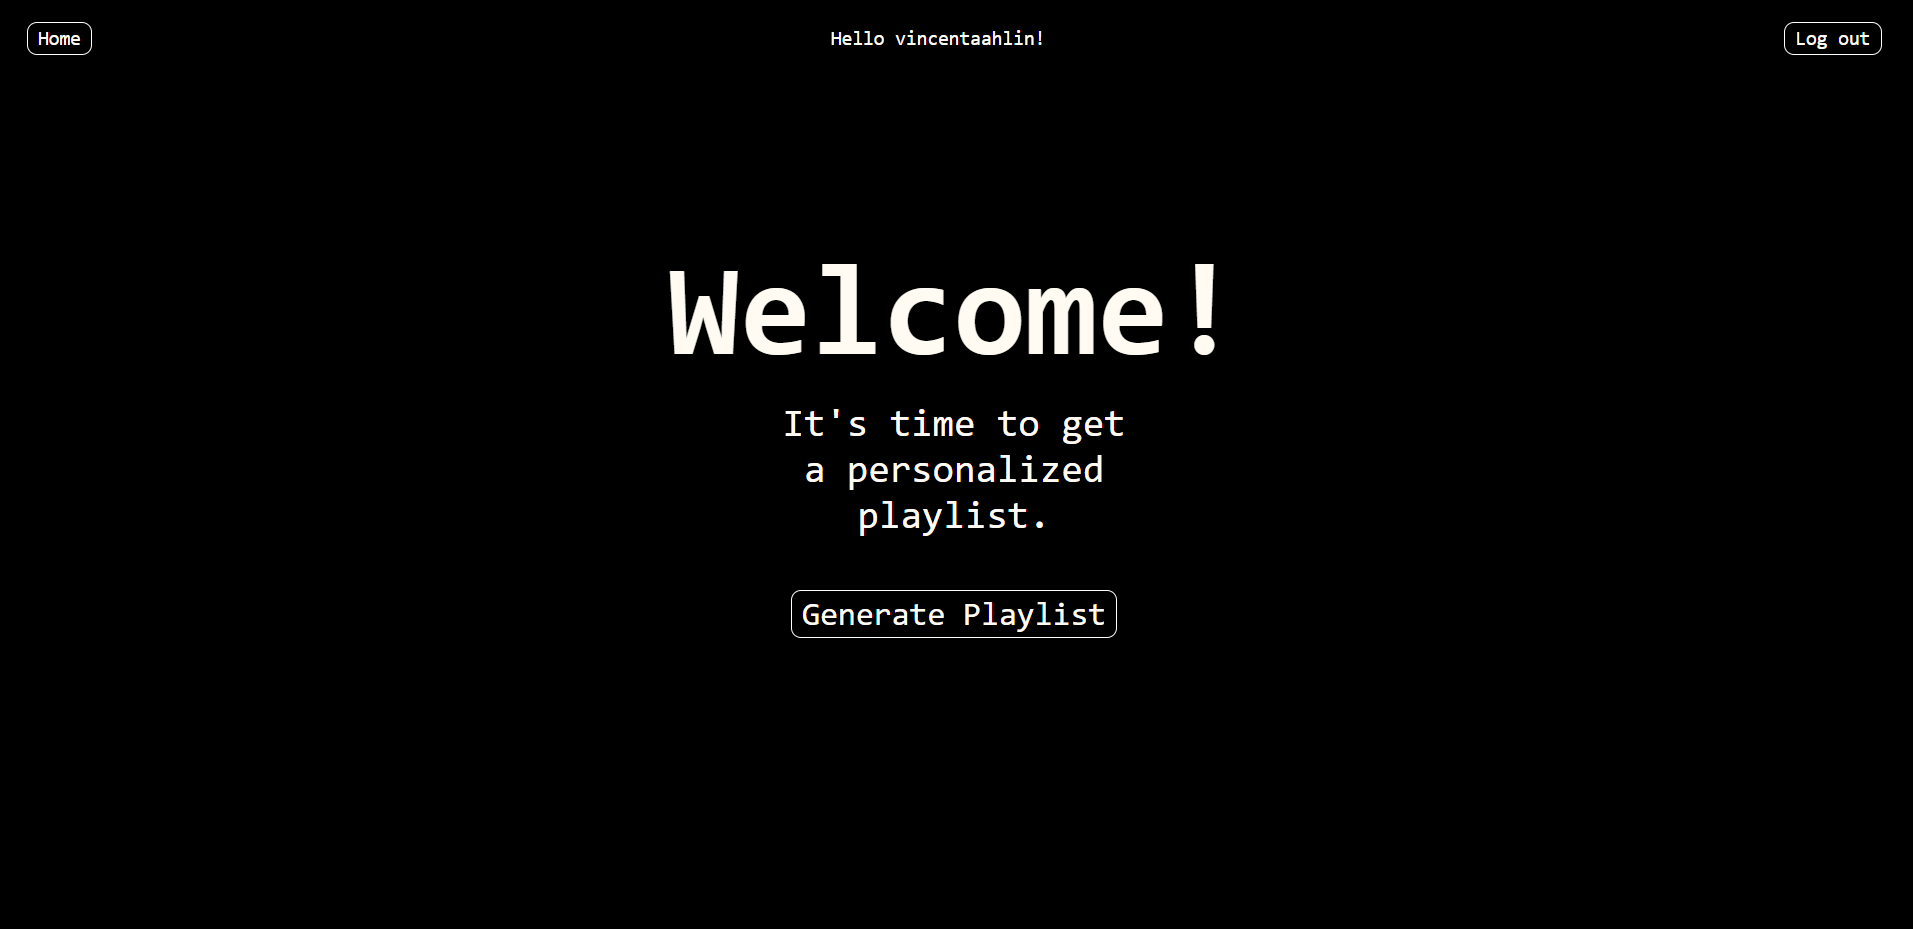 Home
Hello vincentaahlin!
Log out
Welcome!
It's time to get
a personalized
playlist.
Generate Playlist